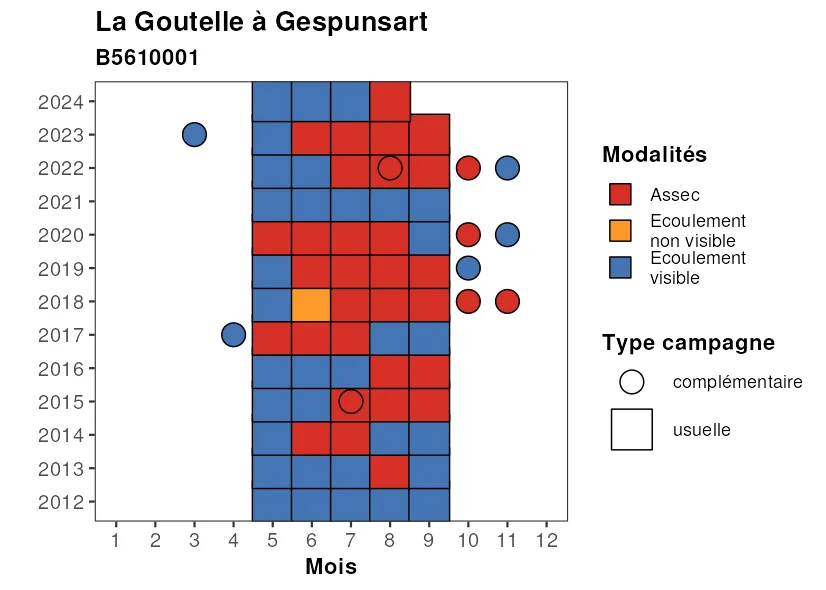 La Goutelle à Gespunsart
B5610001
2024
2023
2022
2021
2020
2019
2018
2017
2016
2015
2014
2013
2012
1 2 3 4 5 6 7 8 9 10 11 12
Mois
Modalités
Assec
Ecoulement
non visible
Ecoulement
visible
Type campagne
complémentaire
usuelle